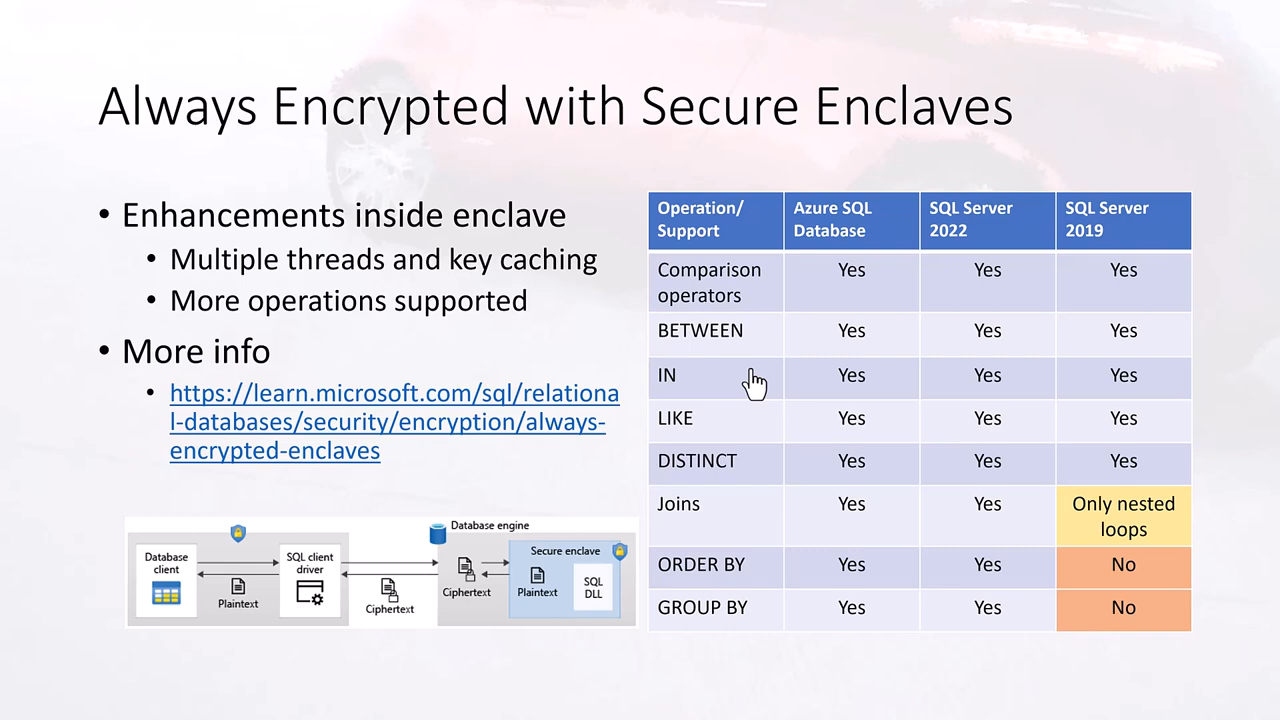 Always Encrypted with Secure Enclaves
• Enhancements inside enclave
• Multiple threads and key caching
• More operations supported
• More info
• https://learn.microsoft.com/sql/relationa
l-databases/security/encryption/always-
encrypted-enclaves
Database engine
Database
client
SQL client
driver
Secure enclave
Plaintext
Ciphertext
Ciphertext
Plaintext
SQL
DLL
Operation/
Support
Azure SQL
Database
SQL Server
2022
SQL Server
2019
Comparison
operators
Yes
Yes
Yes
BETWEEN
Yes
Yes
Yes
IN
Yes
Yes
Yes
LIKE
Yes
Yes
Yes
DISTINCT
Yes
Yes
Yes
Joins
Yes
Yes
Only nested
loops
ORDER BY
Yes
Yes
No
GROUP BY
Yes
Yes
No